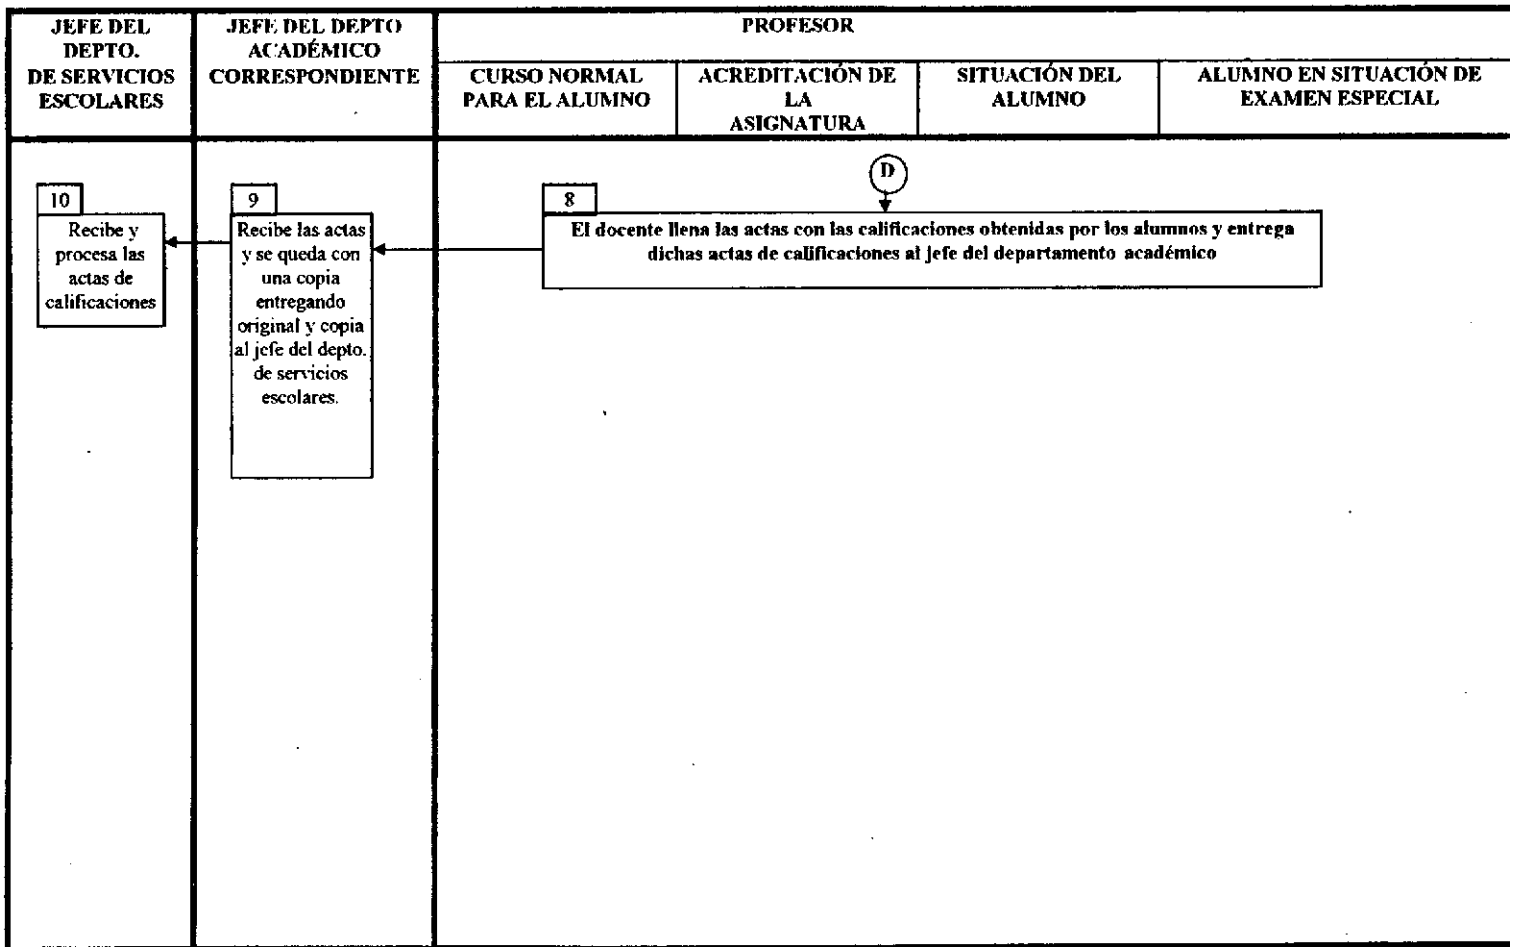 JEFE DEL
DEPTO.
DE SERVICIOS
ESCOLARES
JEFE DEL DEPTO
ACADÉMICO
CORRESPONDIENTE
PROFESOR
CURSO NORMAL
PARA EL ALUMNO
ACREDITACIÓN DE
LA
ASIGNATURA
SITUACIÓN DEL
ALUMNO
ALUMNO EN SITUACIÓN DE
EXAMEN ESPECIAL
10
Recibe y
procesa las
actas de
calificaciones
9
Recibe las actas
y se queda con
una copia
entregando
original y copia
al jefe del depto.
de servicios
escolares.
D
8
El docente llena las actas con las calificaciones obtenidas por los alumnos y entrega
dichas actas de calificaciones al jefe del departamento académico